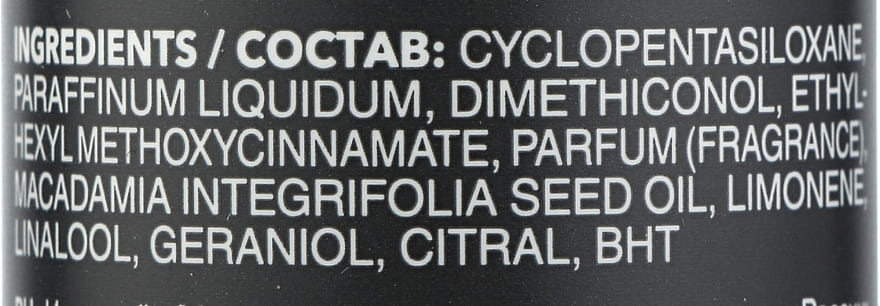 INGREDIENTS / СОСТАВ: CYCLOPENTASILOXANE,
PARAFFINUM LIQUIDUM, DIMETHICONOL, ETHYL-
HEXYL METHOXYCINNAMATE, PARFUM (FRAGRANCE),
MACADAMIA INTEGRIFOLIA SEED OIL, LIMONENE,
LINALOOL, GERANIOL, CITRAL, BHT